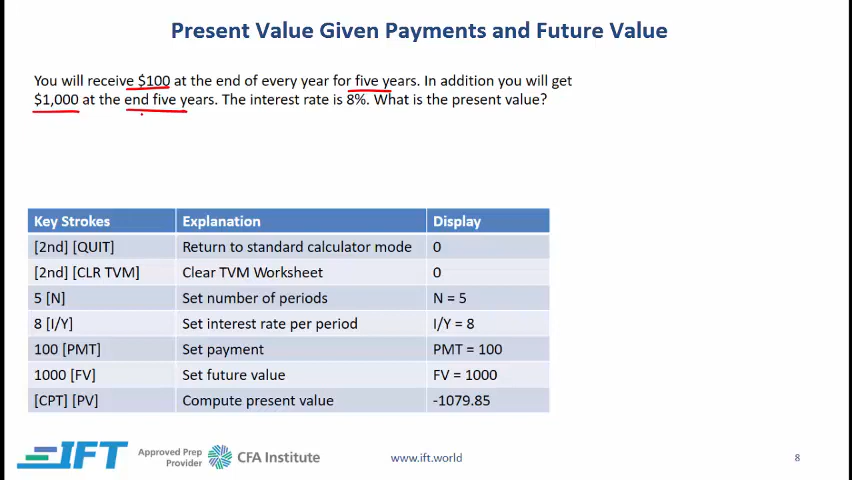 Present Value Given Payments and Future Value
You will receive $100 at the end of every year for five years. In addition you will get
$1,000 at the end five years. The interest rate is 8%. What is the present value?
Key Strokes Explanation Display
[2nd] [QUIT] Return to standard calculator mode 0
[2nd] [CLR TVM] Clear TVM Worksheet 0
5 [N] Set number of periods N = 5
8 [I/Y] Set interest rate per period I/Y = 8
100 [PMT] Set payment PMT = 100
1000 [FV] Set future value FV = 1000
[CPT] [PV] Compute present value -1079.85
IFT
Approved Prep
Provider
CFA Institute
www.ift.world
8